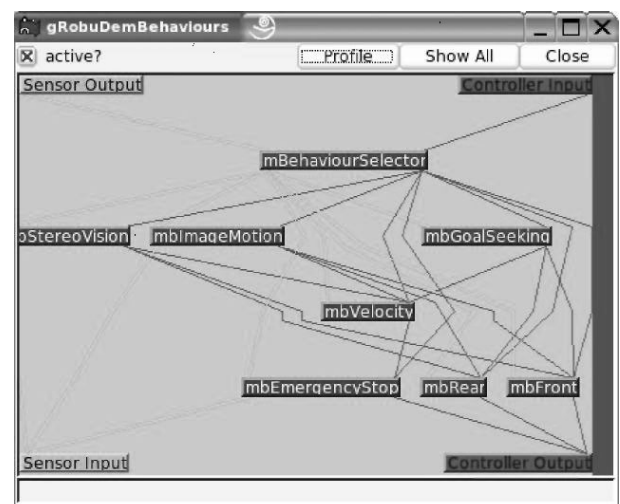 gRobuDemBehaviours
active? Profile Show All Close
Sensor Output Controller Input
mBehaviourSelector
bStereoVision mbImageMotion mbGoalSeeking
mbVelocity
mbEmergencyStop mbRear mbFront
Sensor Input Controller Output